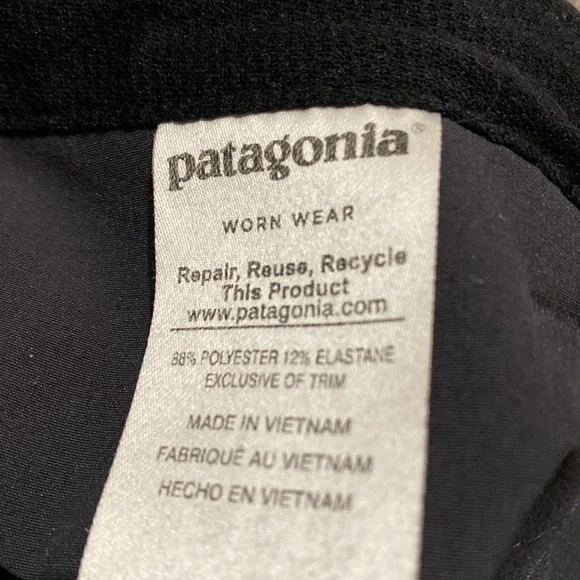 patagonia®
WORN WEAR
Repair, Reuse, Recycle
This Product
www.patagonia.com
88% POLYESTER 12% ELASTANE
EXCLUSIVE OF TRIM
MADE IN VIETNAM
FABRIQUÉ AU VIETNAM
HECHO EN VIETNAM